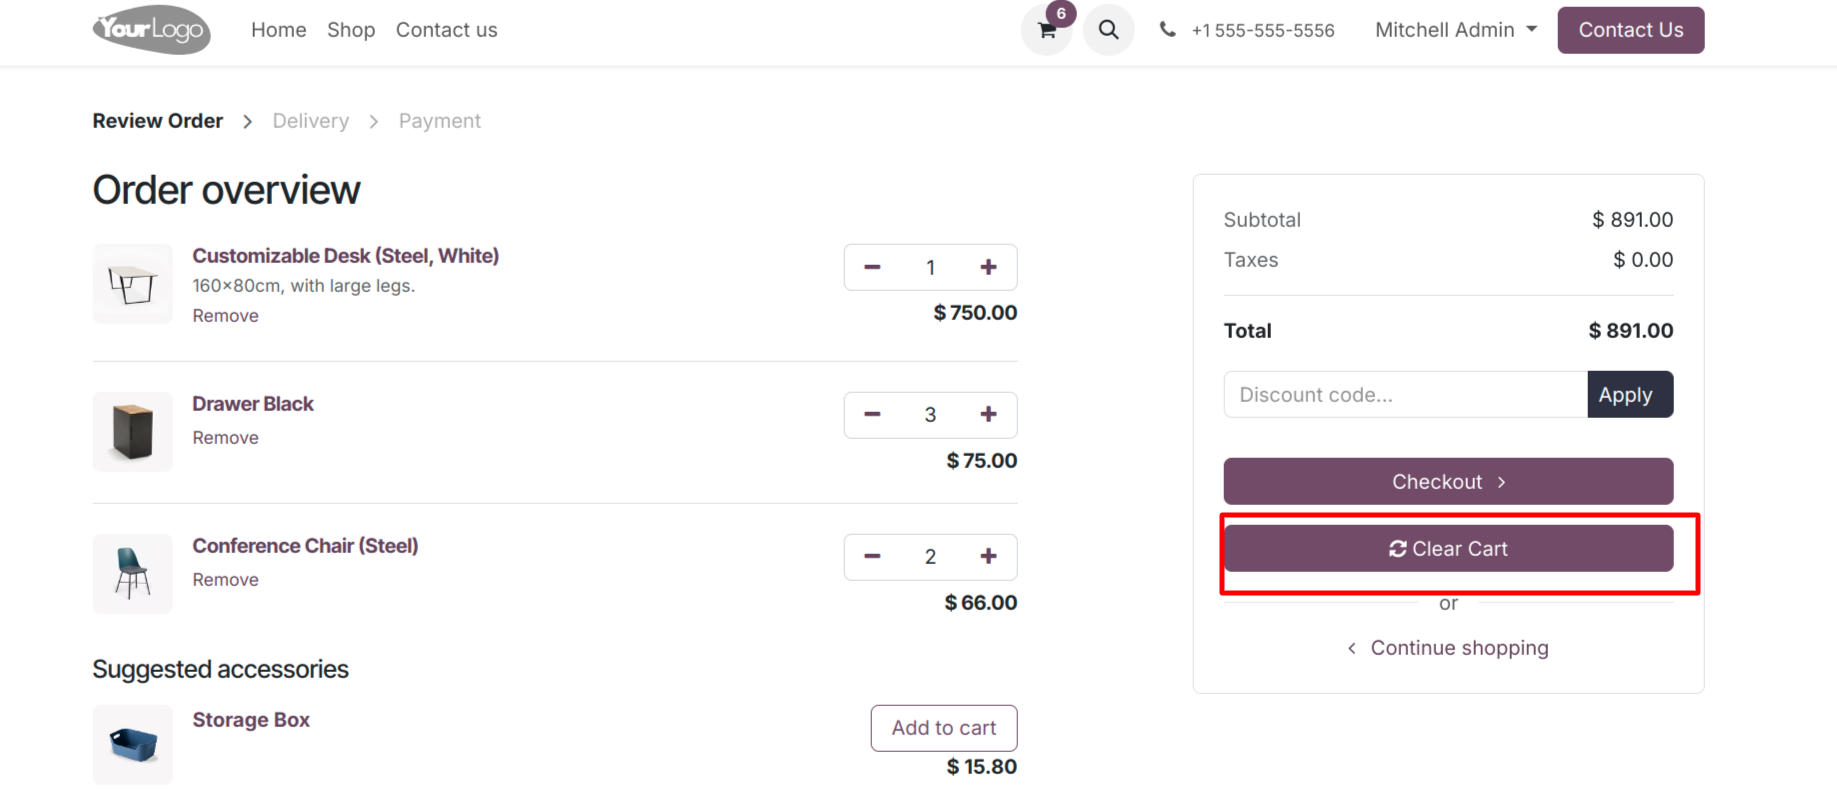 YourLogo
Home Shop Contact us
6
+1 555-555-5556
Mitchell Admin
Contact Us
Review Order > Delivery > Payment
Order overview
Customizable Desk (Steel, White)
160x80cm, with large legs.
Remove
− 1 +
$ 750.00
Drawer Black
Remove
− 3 +
$ 75.00
Conference Chair (Steel)
Remove
− 2 +
$ 66.00
Suggested accessories
Storage Box
Add to cart
$ 15.80
Subtotal $ 891.00
Taxes $ 0.00
Total $ 891.00
Discount code... Apply
Checkout >
Clear Cart
or
< Continue shopping